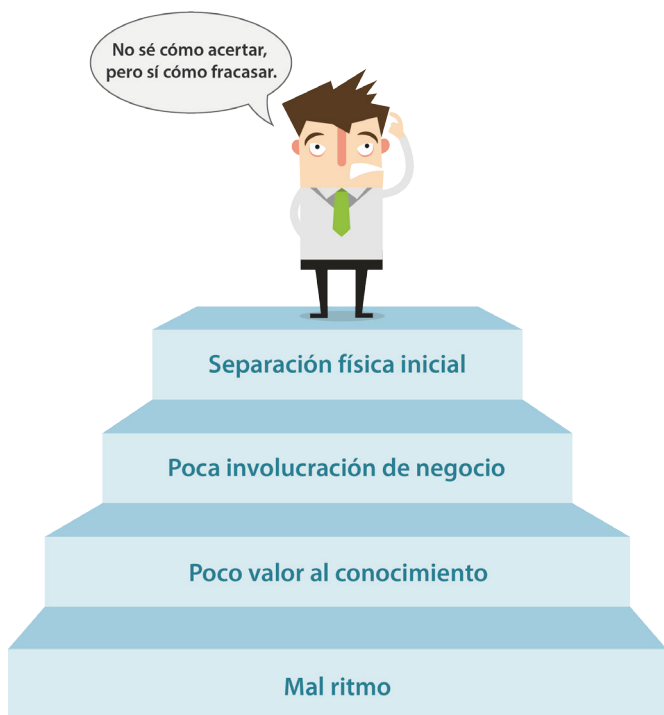 No sé cómo acertar,
pero sí cómo fracasar.
Separación física inicial
Poca involucración de negocio
Poco valor al conocimiento
Mal ritmo